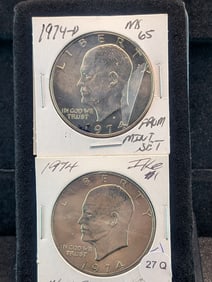 1974-D MS
65
LIBERTY
IN GOD WE
TRUST
1974
FROM
MINT
SET
1974 Ike
#1
LIBERTY
IN GOD WE
TRUST
1974
27 Q